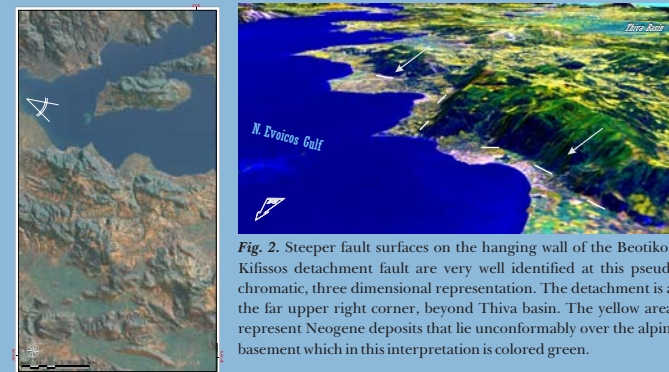 Thiva Basin
N. Evoicos Gulf
Fig. 2. Steeper fault surfaces on the hanging wall of the Beotiko
Kifissos detachment fault are very well identified at this pseud
chromatic, three dimensional representation. The detachment is a
the far upper right corner, beyond Thiva basin. The yellow area
represent Neogene deposits that lie unconformably over the alpin
basement which in this interpretation is colored green.